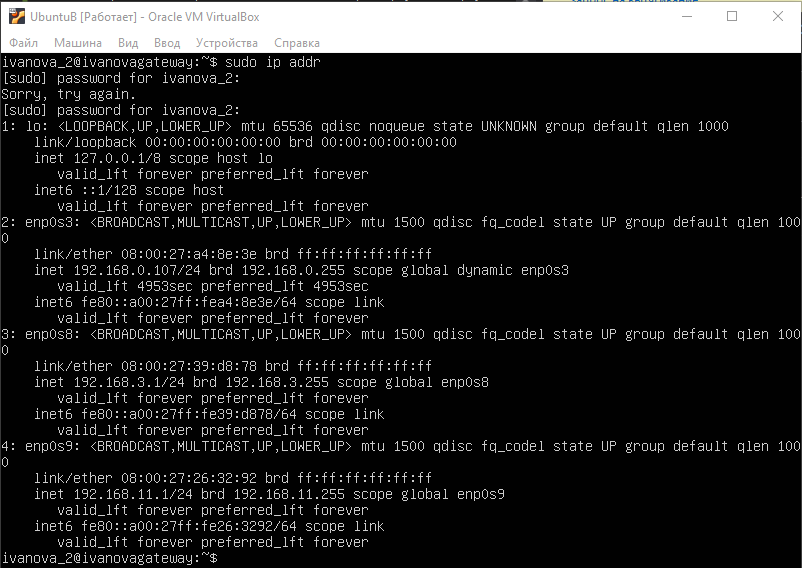 UbuntuB [Работает] - Oracle VM VirtualBox
Файл Машина Вид Ввод Устройства Справка
ivanova_2@ivanovagateway:~$ sudo ip addr
[sudo] password for ivanova_2:
Sorry, try again.
[sudo] password for ivanova_2:
1: lo: <LOOPBACK,UP,LOWER_UP> mtu 65536 qdisc noqueue state UNKNOWN group default qlen 1000
    link/loopback 00:00:00:00:00:00 brd 00:00:00:00:00:00
    inet 127.0.0.1/8 scope host lo
       valid_lft forever preferred_lft forever
    inet6 ::1/128 scope host
       valid_lft forever preferred_lft forever
2: enp0s3: <BROADCAST,MULTICAST,UP,LOWER_UP> mtu 1500 qdisc fq_codel state UP group default qlen 100
0
    link/ether 08:00:27:a4:8e:3e brd ff:ff:ff:ff:ff:ff
    inet 192.168.0.107/24 brd 192.168.0.255 scope global dynamic enp0s3
       valid_lft 4953sec preferred_lft 4953sec
    inet6 fe80::a00:27ff:fea4:8e3e/64 scope link
       valid_lft forever preferred_lft forever
3: enp0s8: <BROADCAST,MULTICAST,UP,LOWER_UP> mtu 1500 qdisc fq_codel state UP group default qlen 100
0
    link/ether 08:00:27:39:d8:78 brd ff:ff:ff:ff:ff:ff
    inet 192.168.3.1/24 brd 192.168.3.255 scope global enp0s8
       valid_lft forever preferred_lft forever
    inet6 fe80::a00:27ff:fe39:d878/64 scope link
       valid_lft forever preferred_lft forever
4: enp0s9: <BROADCAST,MULTICAST,UP,LOWER_UP> mtu 1500 qdisc fq_codel state UP group default qlen 100
0
    link/ether 08:00:27:26:32:92 brd ff:ff:ff:ff:ff:ff
    inet 192.168.11.1/24 brd 192.168.11.255 scope global enp0s9
       valid_lft forever preferred_lft forever
    inet6 fe80::a00:27ff:fe26:3292/64 scope link
       valid_lft forever preferred_lft forever
ivanova_2@ivanovagateway:~$